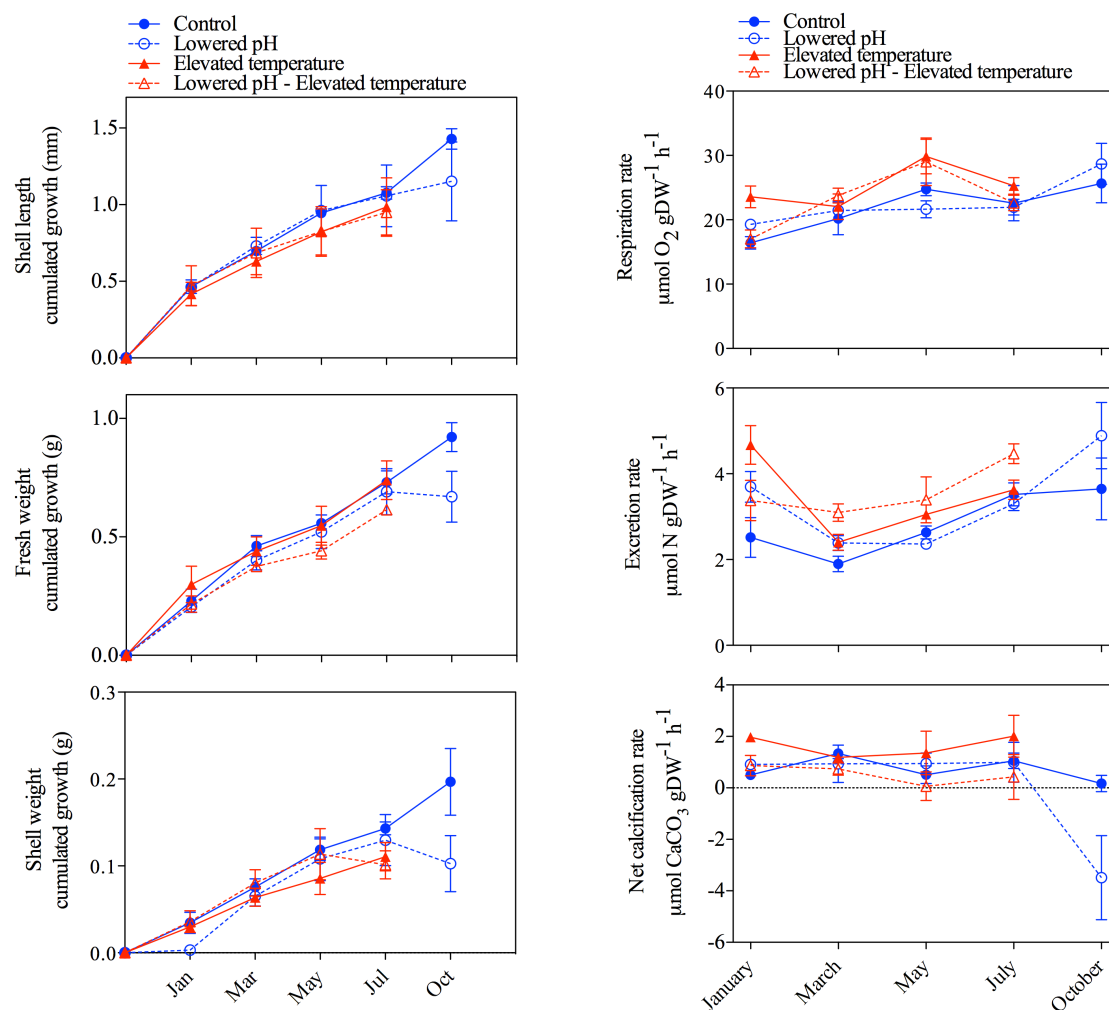 Control
Lowered pH
Elevated temperature
Lowered pH - Elevated temperature
Shell length
cumulated growth (mm)
1.5
1.0
0.5
0.0
Fresh weight
cumulated growth (g)
1.0
0.5
0.0
Shell weight
cumulated growth (g)
0.3
0.2
0.1
0.0
Jan
Mar
May
Jul
Oct
Control
Lowered pH
Elevated temperature
Lowered pH - Elevated temperature
Respiration rate
µmol O₂ gDW⁻¹ h⁻¹
40
30
20
10
0
Excretion rate
µmol N gDW⁻¹ h⁻¹
6
4
2
0
Net calcification rate
µmol CaCO₃ gDW⁻¹ h⁻¹
4
2
0
-2
-4
-6
January
March
May
July
October